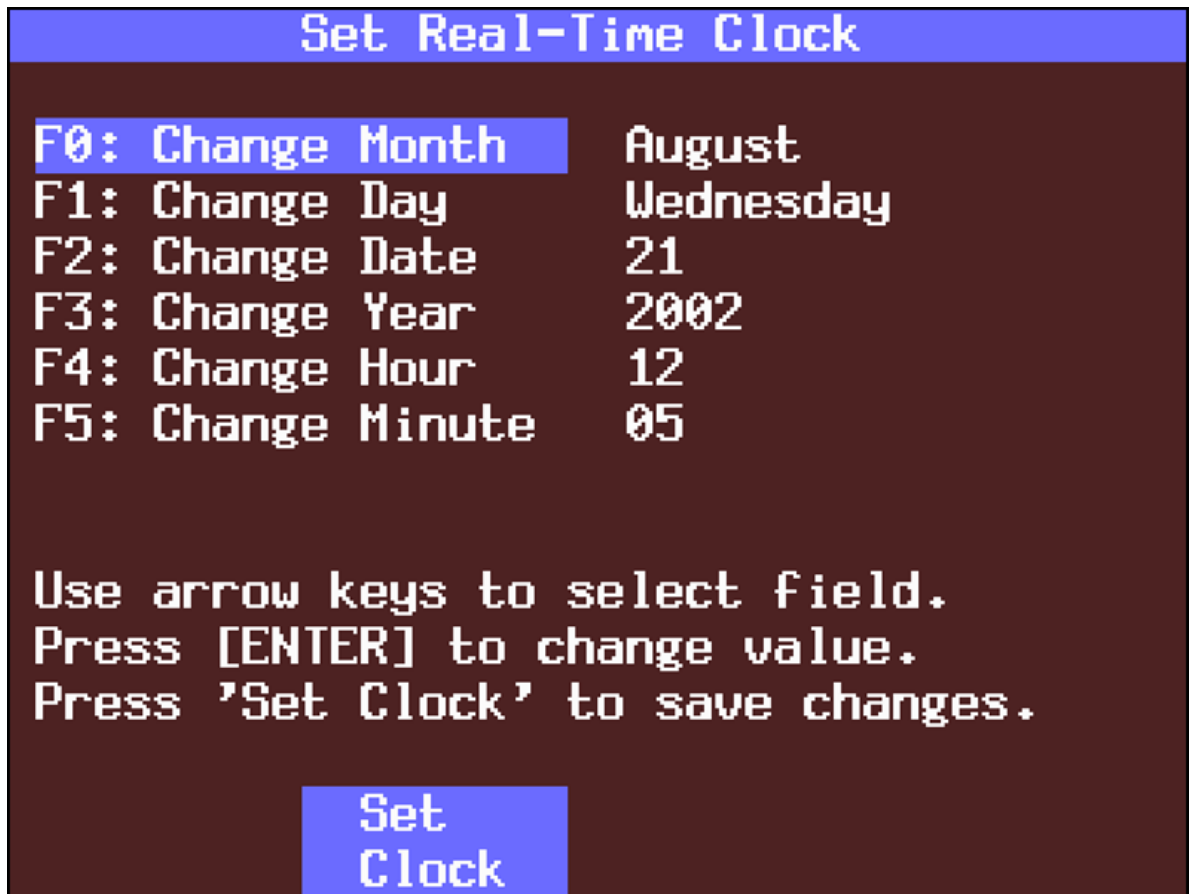 Set Real-Time Clock
F0: Change Month August
F1: Change Day Wednesday
F2: Change Date 21
F3: Change Year 2002
F4: Change Hour 12
F5: Change Minute 05
Use arrow keys to select field.
Press [ENTER] to change value.
Press 'Set Clock' to save changes.
Set
Clock